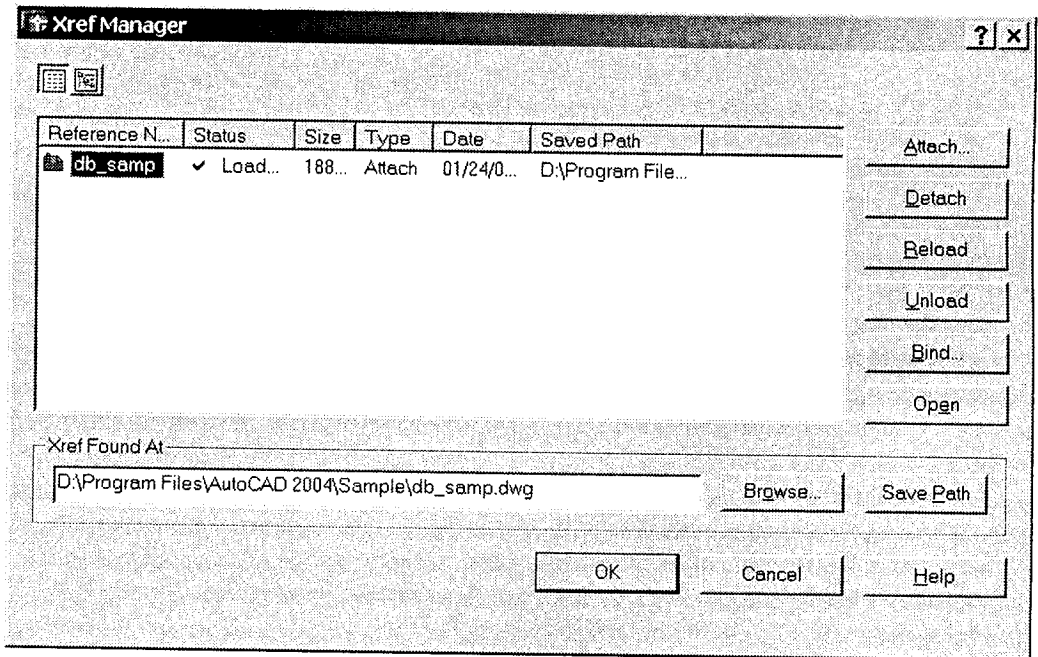 Xref Manager
Reference N... Status Size Type Date Saved Path
db_samp Load... 188... Attach 01/24/0... D:\Program File...
Attach...
Detach
Reload
Unload
Bind...
Open
Xref Found At
D:\Program Files\AutoCAD 2004\Sample\db_samp.dwg Browse... Save Path
OK Cancel Help